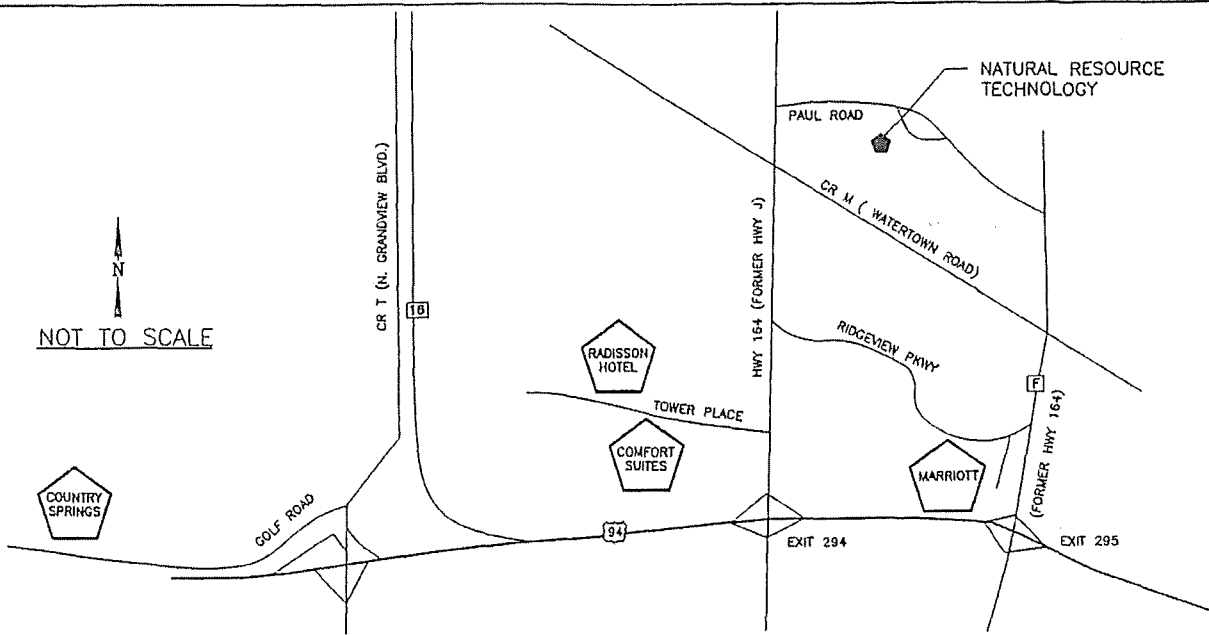 NATURAL RESOURCE
TECHNOLOGY
PAUL ROAD
CR T (N. GRANDVIEW BLVD.)
HWY 164 (FORMER HWY J)
CR M ( WATERTOWN ROAD)
N
NOT TO SCALE
16
RIDGEVIEW PKWY
RADISSON
HOTEL
F
TOWER PLACE
(FORMER HWY 164)
COMFORT
SUITES
MARRIOTT
COUNTRY
SPRINGS
GOLF ROAD
94
EXIT 294
EXIT 295